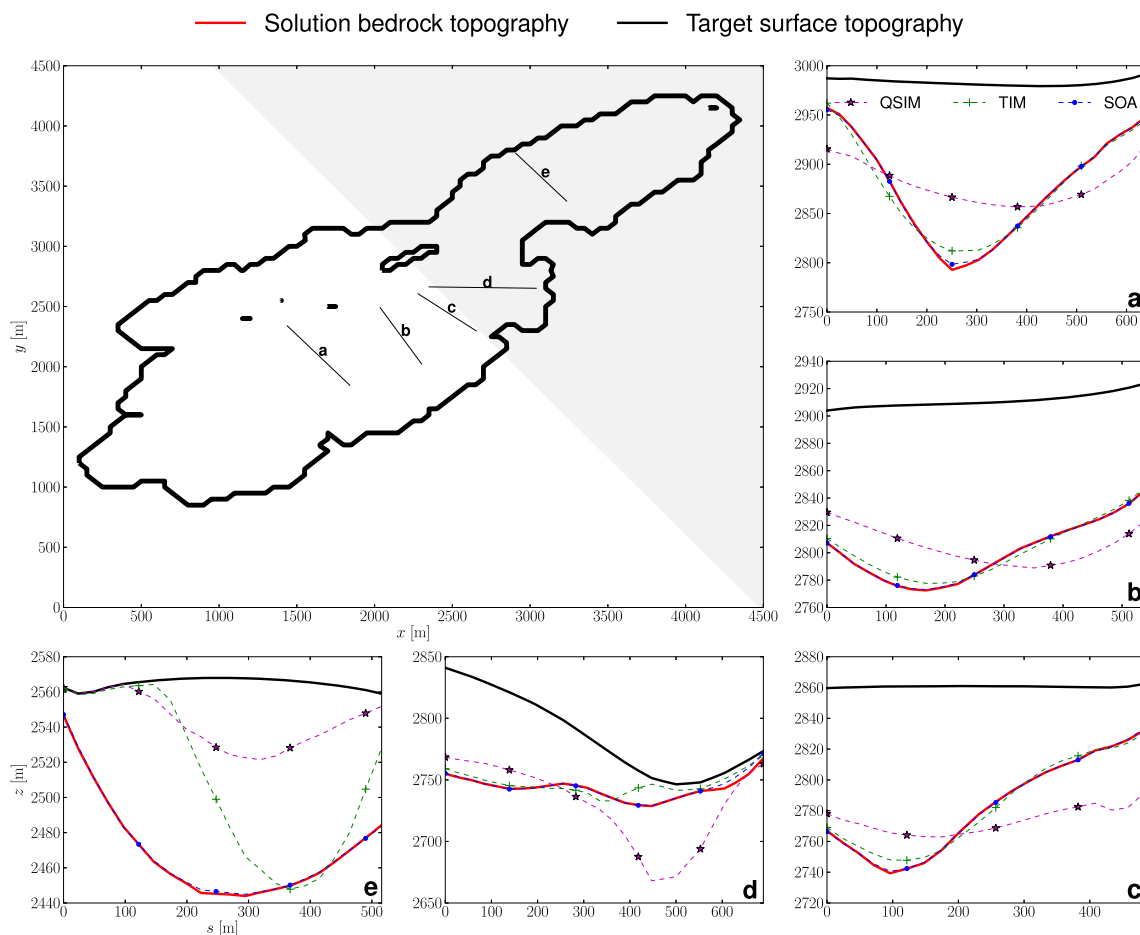 Solution bedrock topography Target surface topography
4500
4000
3500
3000
2500
2000
1500
1000
500
0
y [m]
0 500 1000 1500 2000 2500 3000 3500 4000 4500
x [m]
a
b
c
d
e
3000
2950
2900
2850
2800
2750
QSIM TIM SOA
0 100 200 300 400 500 600
a
2940
2920
2900
2880
2860
2840
2820
2800
2780
2760
0 100 200 300 400 500
b
2580
2560
2540
2520
2500
2480
2460
2440
z [m]
0 100 200 300 400 500
s [m]
e
2850
2800
2750
2700
2650
0 100 200 300 400 500 600
d
2880
2860
2840
2820
2800
2780
2760
2740
2720
0 100 200 300 400
c